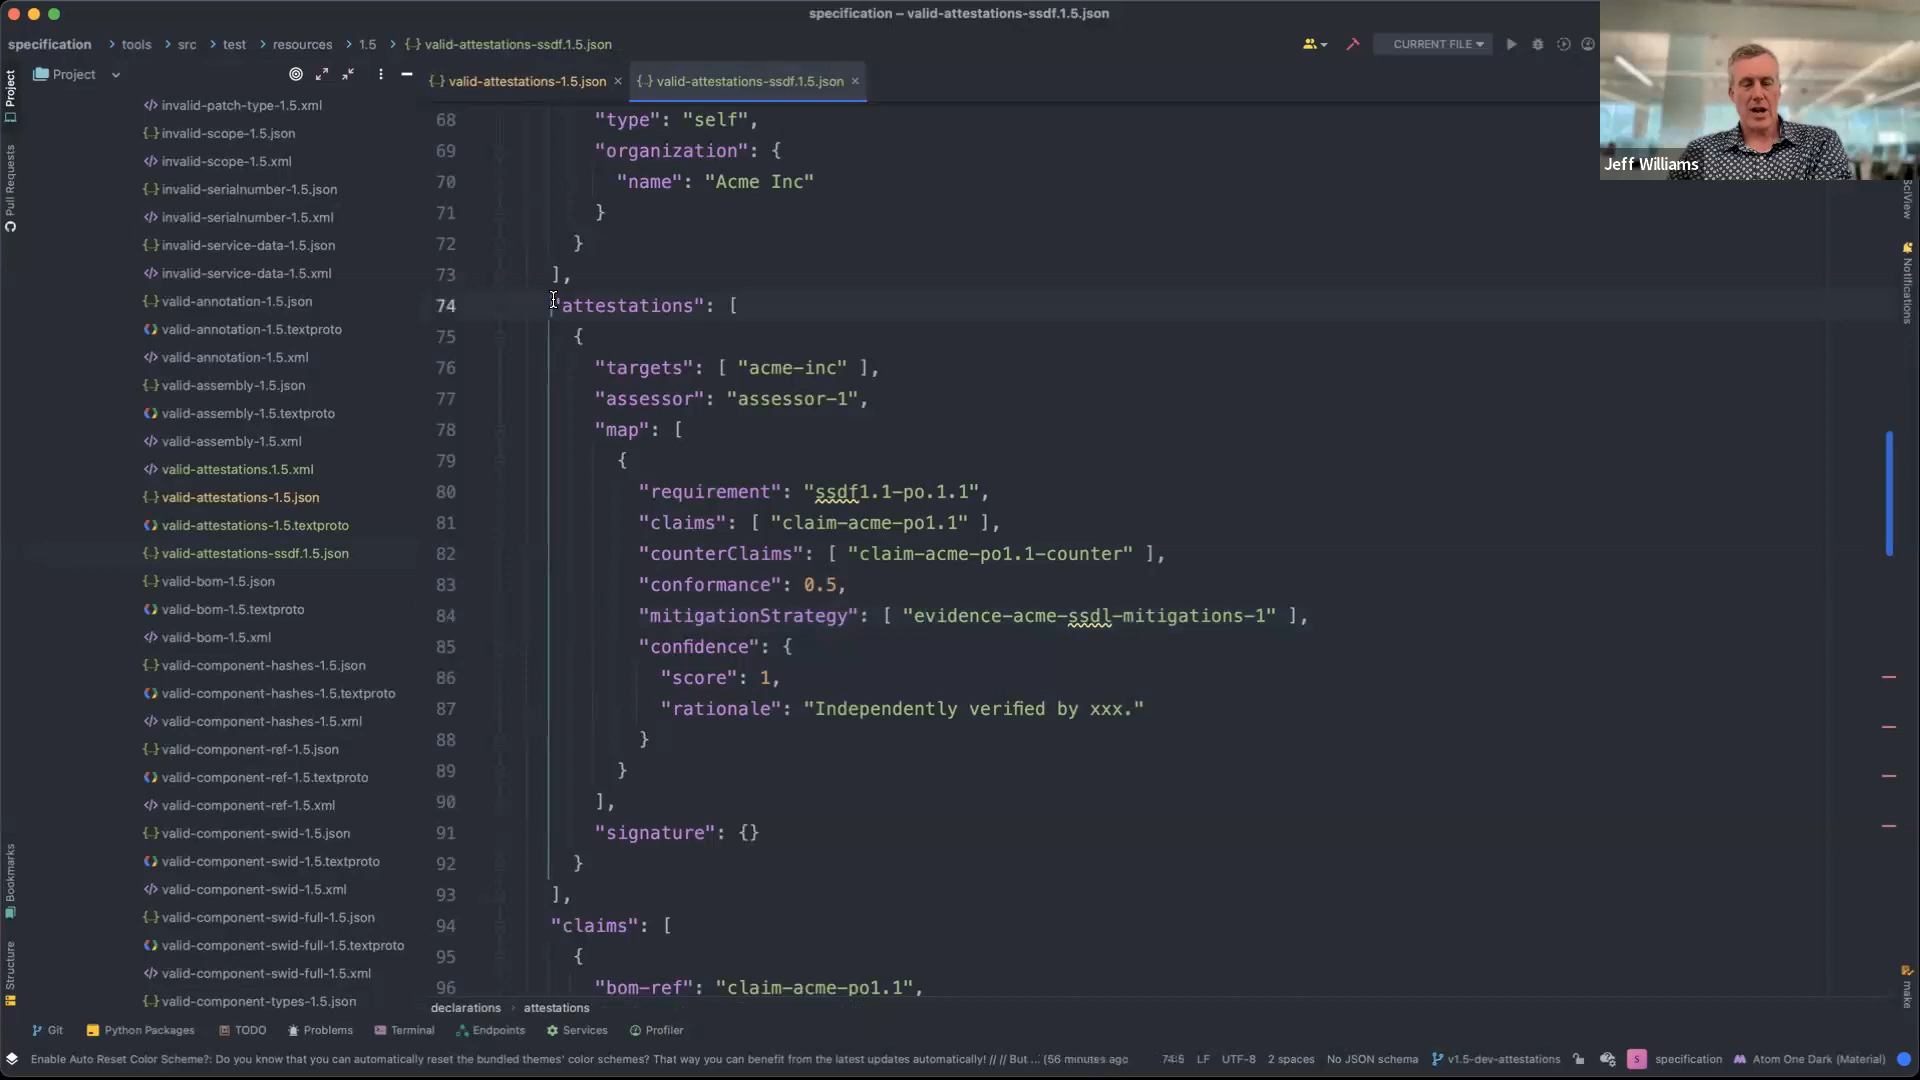 specification – valid-attestations-ssdf.1.5.json
specification > tools > src > test > resources > 1.5 > valid-attestations-ssdf.1.5.json
CURRENT FILE
Project
valid-attestations-1.5.json
valid-attestations-ssdf.1.5.json
Jeff Williams
Project
Pull Requests
Bookmarks
Structure
SciView
Notifications
make
invalid-patch-type-1.5.xml
invalid-scope-1.5.json
invalid-scope-1.5.xml
invalid-serialnumber-1.5.json
invalid-serialnumber-1.5.xml
invalid-service-data-1.5.json
invalid-service-data-1.5.xml
valid-annotation-1.5.json
valid-annotation-1.5.textproto
valid-annotation-1.5.xml
valid-assembly-1.5.json
valid-assembly-1.5.textproto
valid-assembly-1.5.xml
valid-attestations.1.5.xml
valid-attestations-1.5.json
valid-attestations-1.5.textproto
valid-attestations-ssdf.1.5.json
valid-bom-1.5.json
valid-bom-1.5.textproto
valid-bom-1.5.xml
valid-component-hashes-1.5.json
valid-component-hashes-1.5.textproto
valid-component-hashes-1.5.xml
valid-component-ref-1.5.json
valid-component-ref-1.5.textproto
valid-component-ref-1.5.xml
valid-component-swid-1.5.json
valid-component-swid-1.5.textproto
valid-component-swid-1.5.xml
valid-component-swid-full-1.5.json
valid-component-swid-full-1.5.textproto
valid-component-swid-full-1.5.xml
valid-component-types-1.5.json
68 "type": "self",
69 "organization": {
70 "name": "Acme Inc"
71 }
72 }
73 ],
74 "attestations": [
75 {
76 "targets": [ "acme-inc" ],
77 "assessor": "assessor-1",
78 "map": [
79 {
80 "requirement": "ssdf1.1-po.1.1",
81 "claims": [ "claim-acme-po1.1" ],
82 "counterClaims": [ "claim-acme-po1.1-counter" ],
83 "conformance": 0.5,
84 "mitigationStrategy": [ "evidence-acme-ssdl-mitigations-1" ],
85 "confidence": {
86 "score": 1,
87 "rationale": "Independently verified by xxx."
88 }
89 }
90 ],
91 "signature": {}
92 }
93 ],
94 "claims": [
95 {
96 "bom-ref": "claim-acme-po1.1",
declarations > attestations
Git Python Packages TODO Problems Terminal Endpoints Services Profiler
Enable Auto Reset Color Scheme?: Do you know that you can automatically reset the bundled themes' color schemes? That way you can benefit from the latest updates automatically! // // But ... (56 minutes ago 74:5 LF UTF-8 2 spaces No JSON schema v1.5-dev-attestations S specification Atom One Dark (Material)